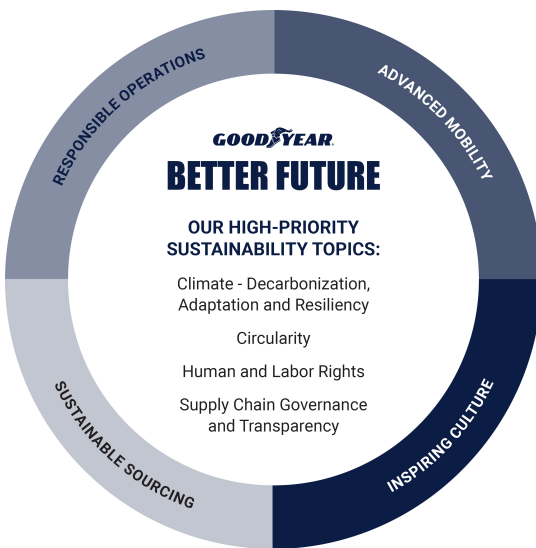 RESPONSIBLE OPERATIONS
ADVANCED MOBILITY
GOODYEAR
BETTER FUTURE
OUR HIGH-PRIORITY
SUSTAINABILITY TOPICS:
Climate - Decarbonization,
Adaptation and Resiliency
Circularity
Human and Labor Rights
Supply Chain Governance
and Transparency
SUSTAINABLE SOURCING
INSPIRING CULTURE